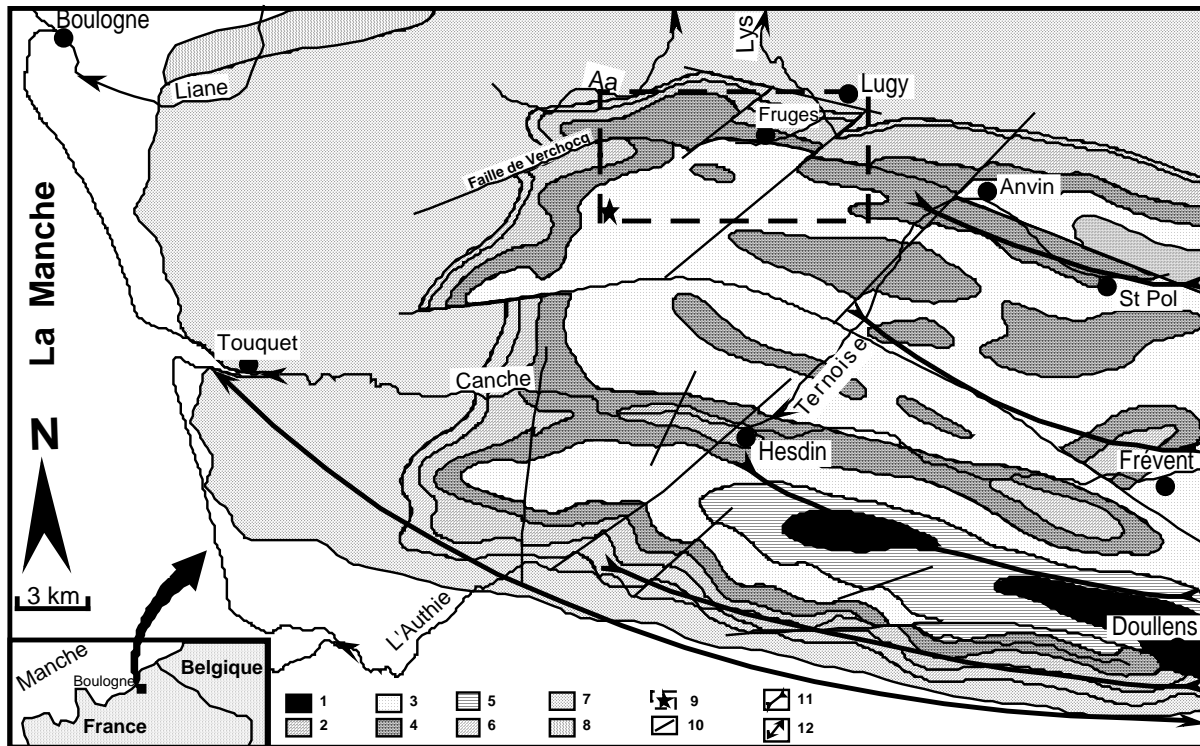 Boulogne
Lys
Aa
Liane
Lugy
Fruges
Faille de Verchocq
Anvin
La Manche
St Pol
Touquet
Canche
Ternoise
N
Hesdin
Frévent
3 km
L'Authie
Doullens
Manche
Belgique
Boulogne
France
1 3 5 7 9 11
2 4 6 8 10 12